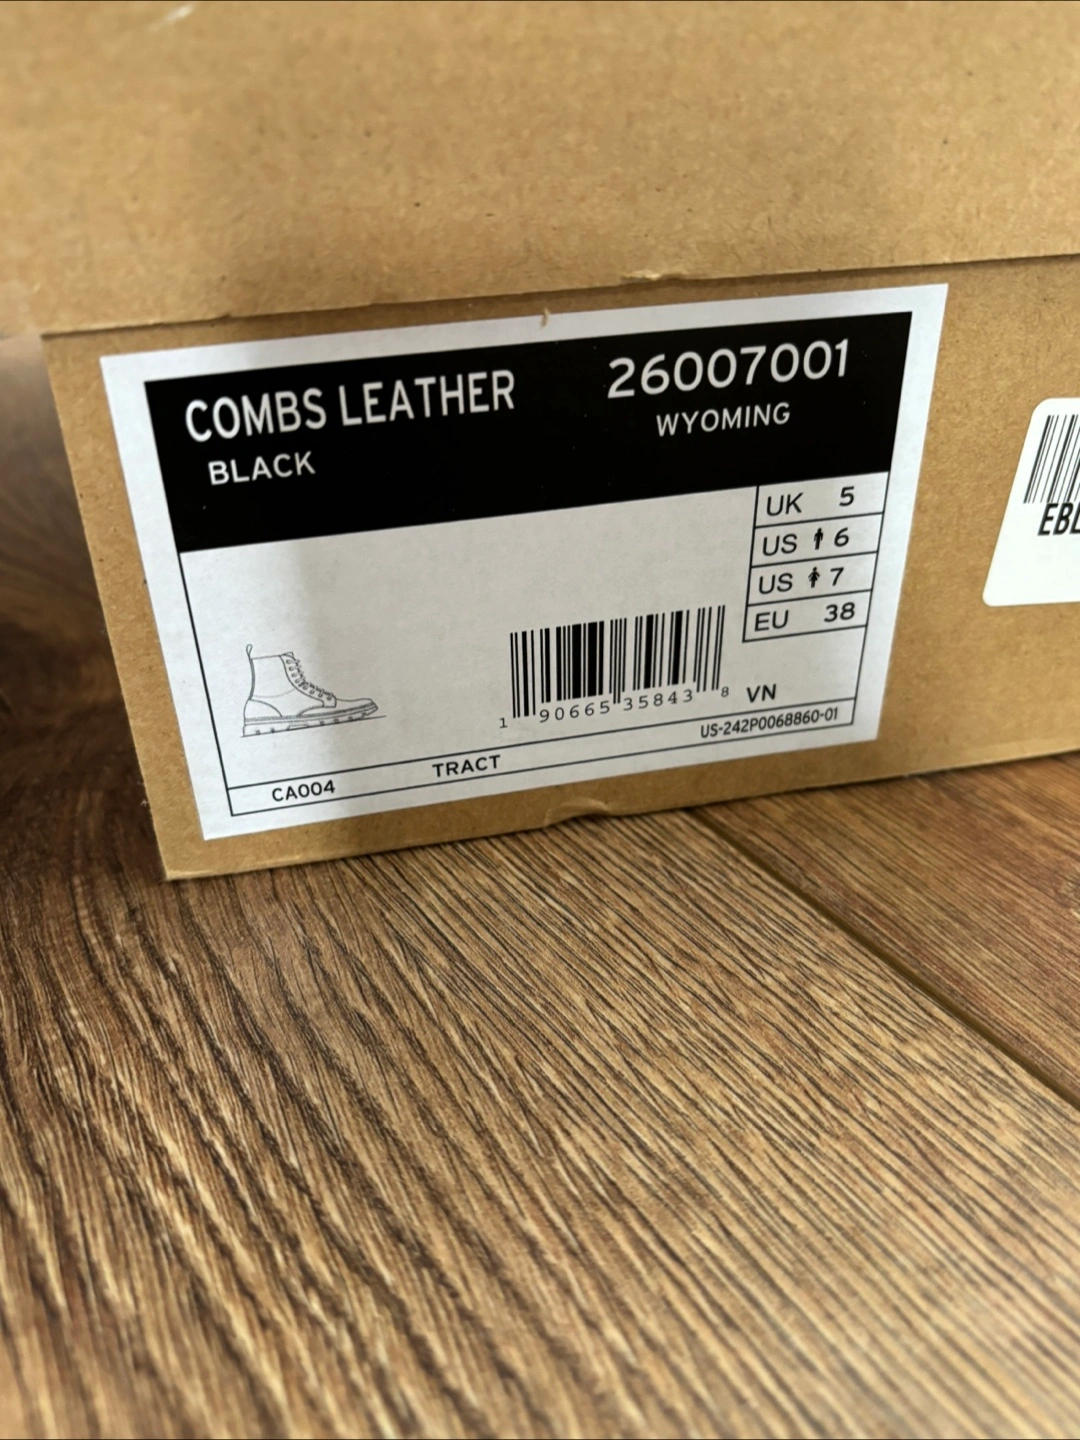 COMBS LEATHER
BLACK
26007001
WYOMING
UK 5
US 6
US 7
EU 38
1 90665 35843 8
VN
US-242P0068860-01
TRACT
CA004